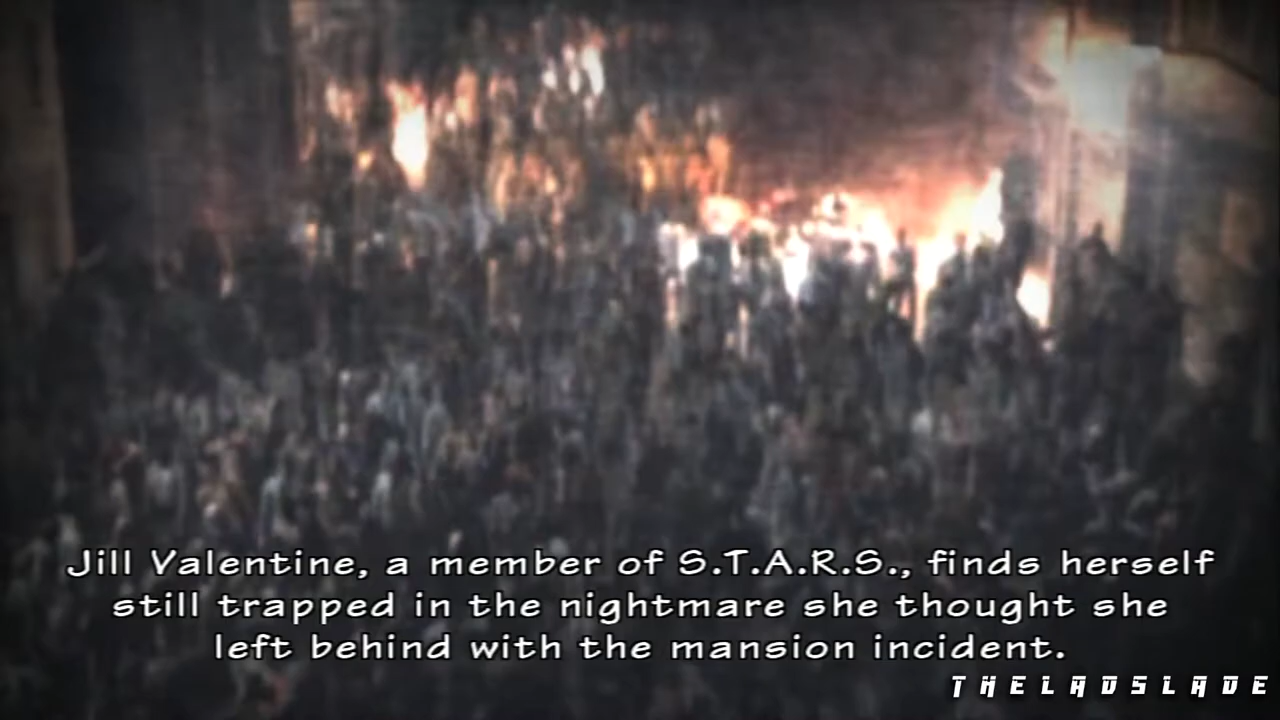 Jill Valentine, a member of S.T.A.R.S., finds herself
still trapped in the nightmare she thought she
left behind with the mansion incident.
THELADSLADE